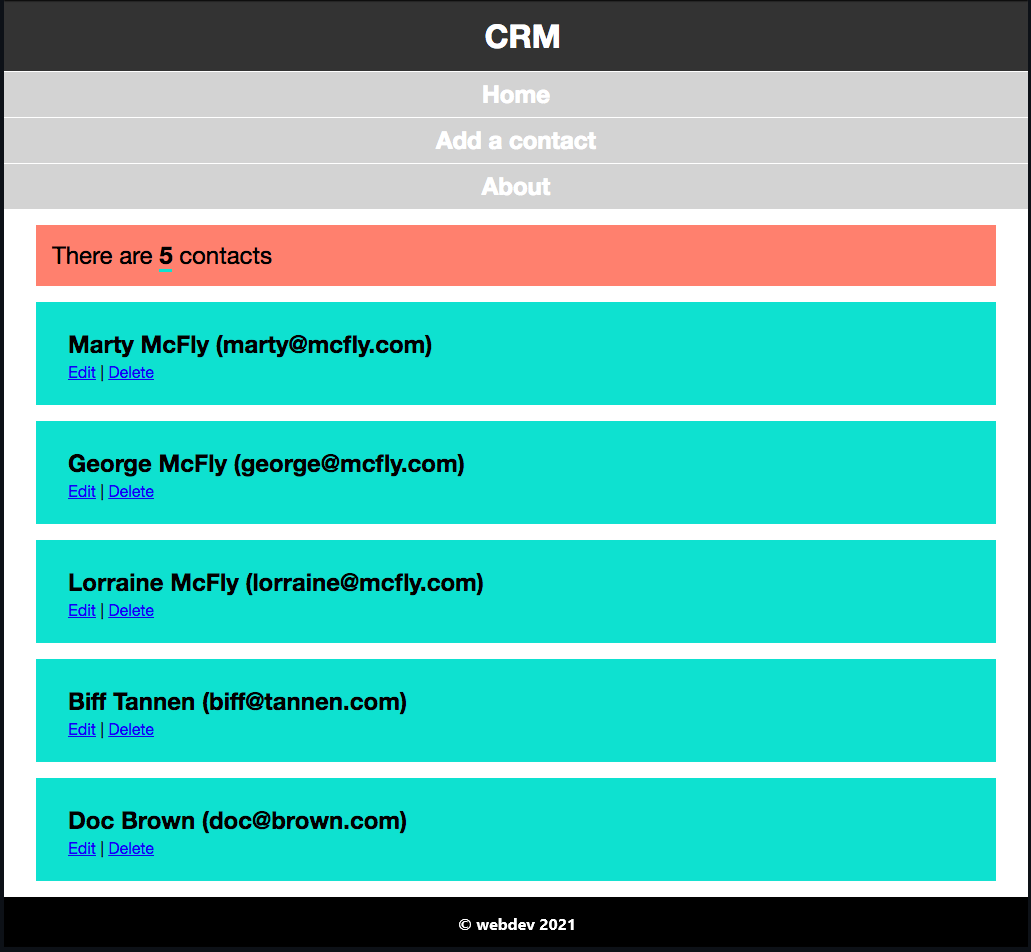 CRM
Home
Add a contact
About
There are 5 contacts
Marty McFly (marty@mcfly.com)
Edit | Delete
George McFly (george@mcfly.com)
Edit | Delete
Lorraine McFly (lorraine@mcfly.com)
Edit | Delete
Biff Tannen (biff@tannen.com)
Edit | Delete
Doc Brown (doc@brown.com)
Edit | Delete
© webdev 2021